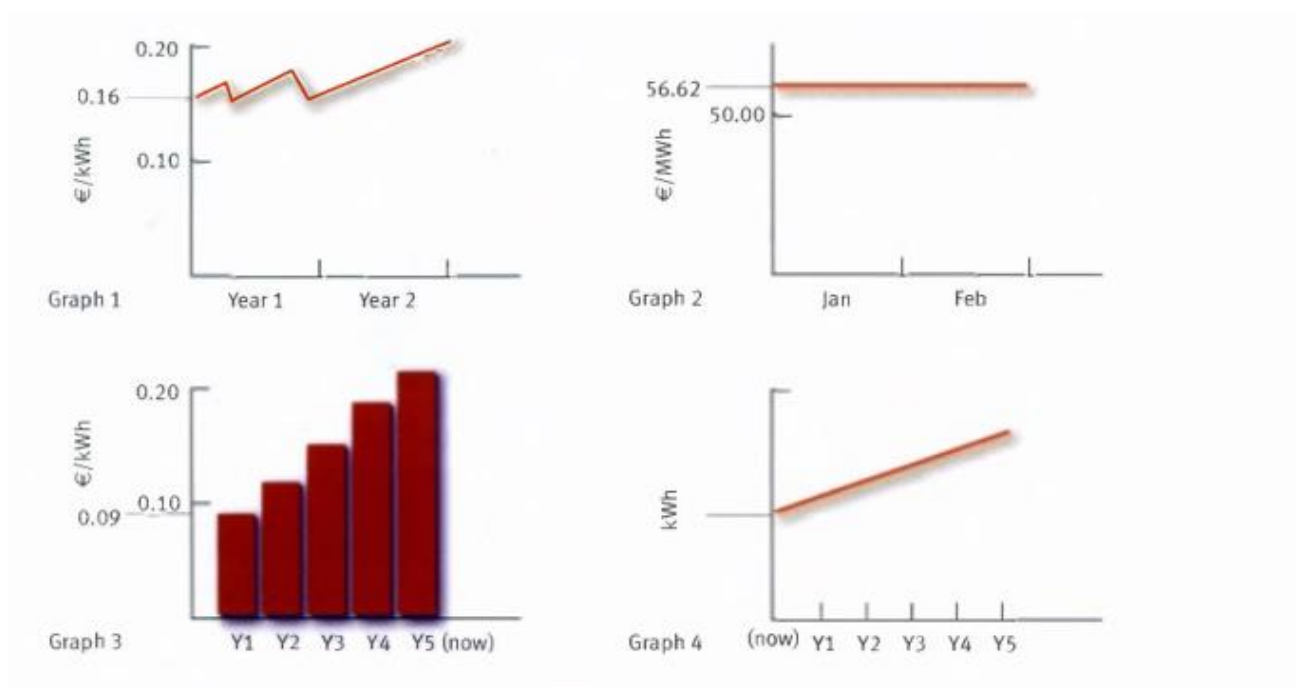 0.20
0.16
€/kWh
0.10
Graph 1
Year 1
Year 2
56.62
50.00
€/MWh
Graph 2
Jan
Feb
0.20
€/kWh
0.10
0.09
Graph 3
Y1 Y2 Y3 Y4 Y5 (now)
kWh
Graph 4
(now) Y1 Y2 Y3 Y4 Y5